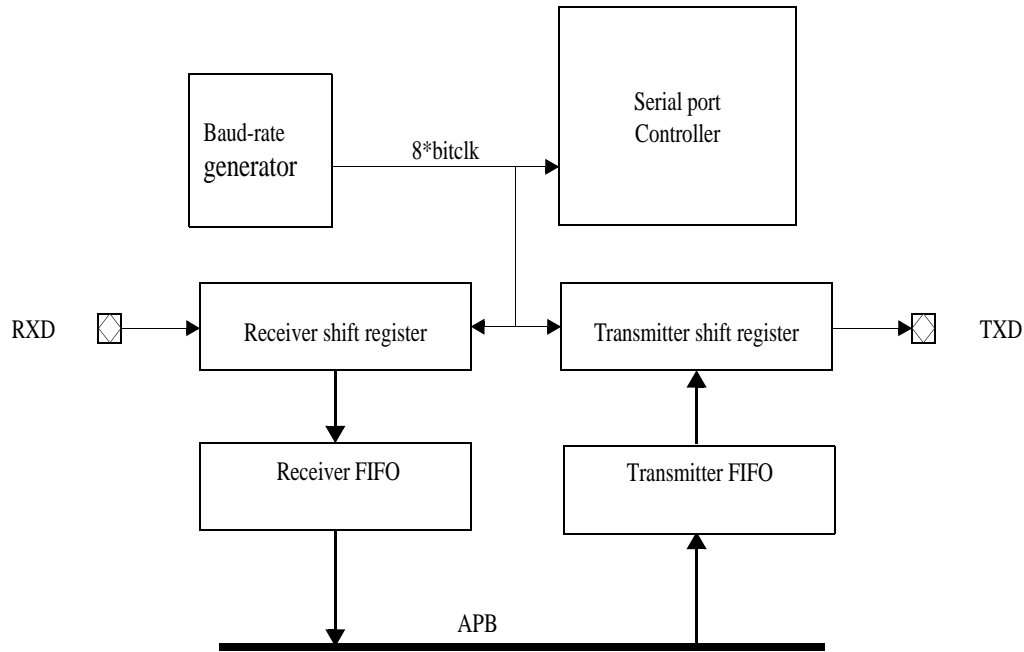 Serial port
Controller
Baud-rate
generator
8*bitclk
RXD
Receiver shift register
Transmitter shift register
TXD
Receiver FIFO
Transmitter FIFO
APB